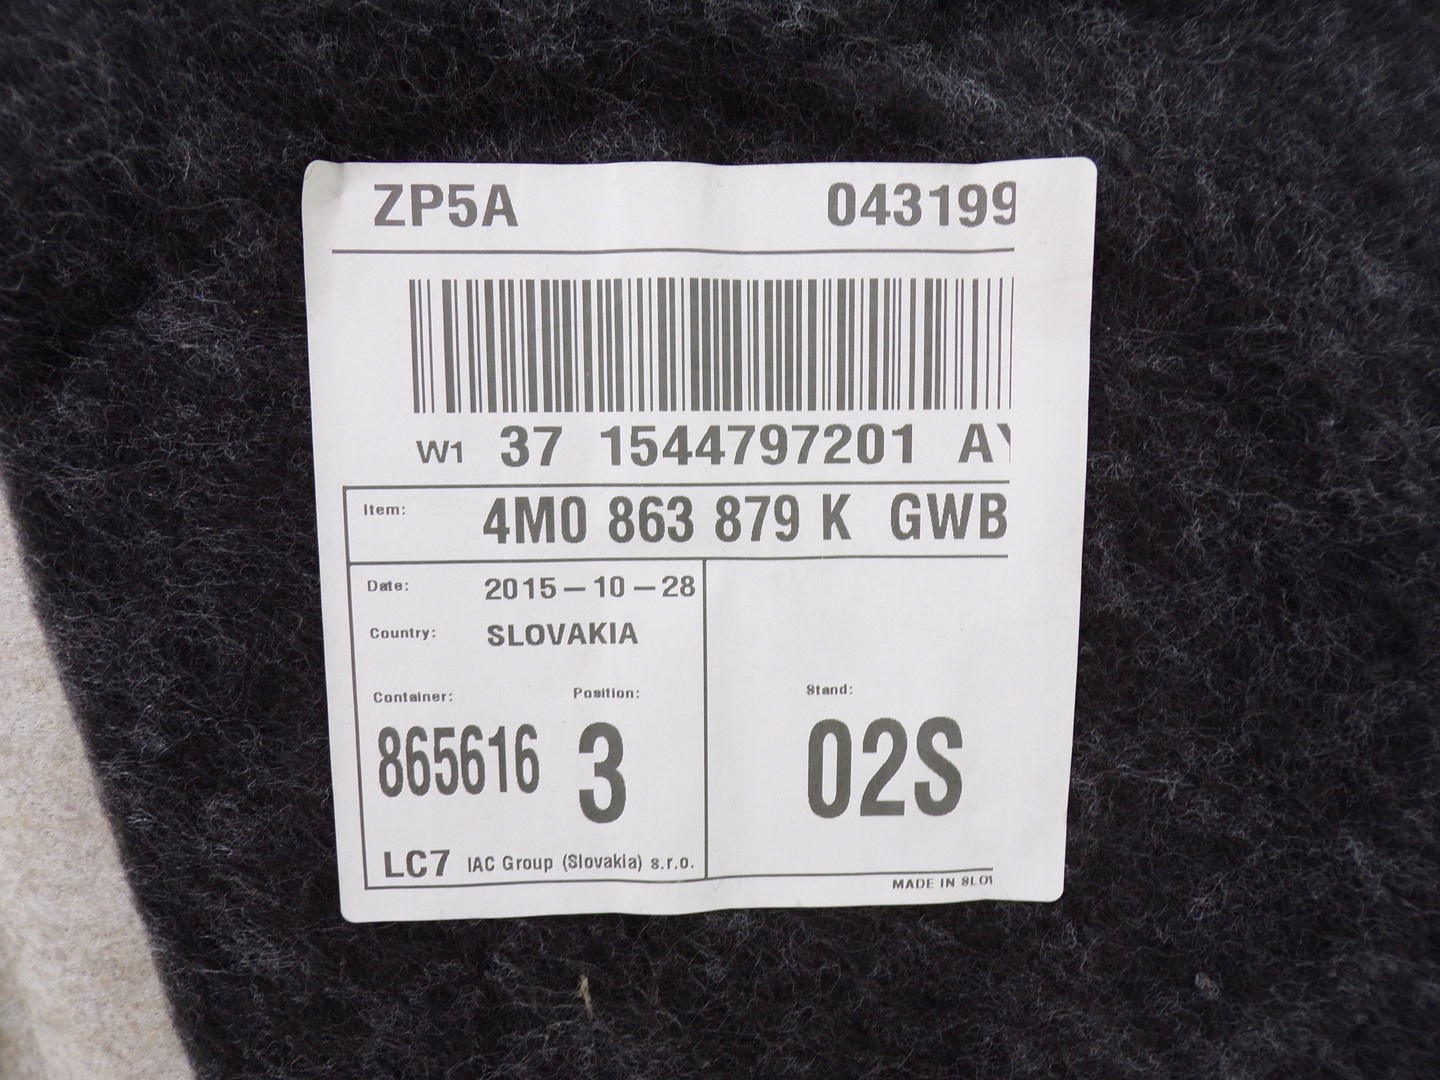 ZP5A 043199
W1 37 1544797201 AY
Item: 4M0 863 879 K GWB
Date: 2015-10-28
Country: SLOVAKIA
Container: Position: Stand:
865616 3 02S
LC7 IAC Group (Slovakia) s.r.o.
MADE IN SLOV